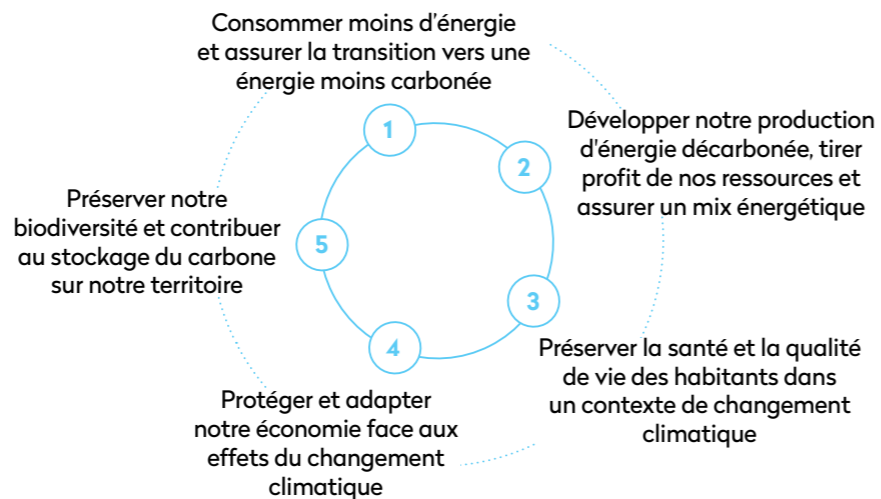 Consommer moins d'énergie
et assurer la transition vers une
énergie moins carbonée
1
Développer notre production
d'énergie décarbonée, tirer
profit de nos ressources et
assurer un mix énergétique
2
Préserver la santé et la qualité
de vie des habitants dans
un contexte de changement
climatique
3
Protéger et adapter
notre économie face aux
effets du changement
climatique
4
Préserver notre
biodiversité et contribuer
au stockage du carbone
sur notre territoire
5